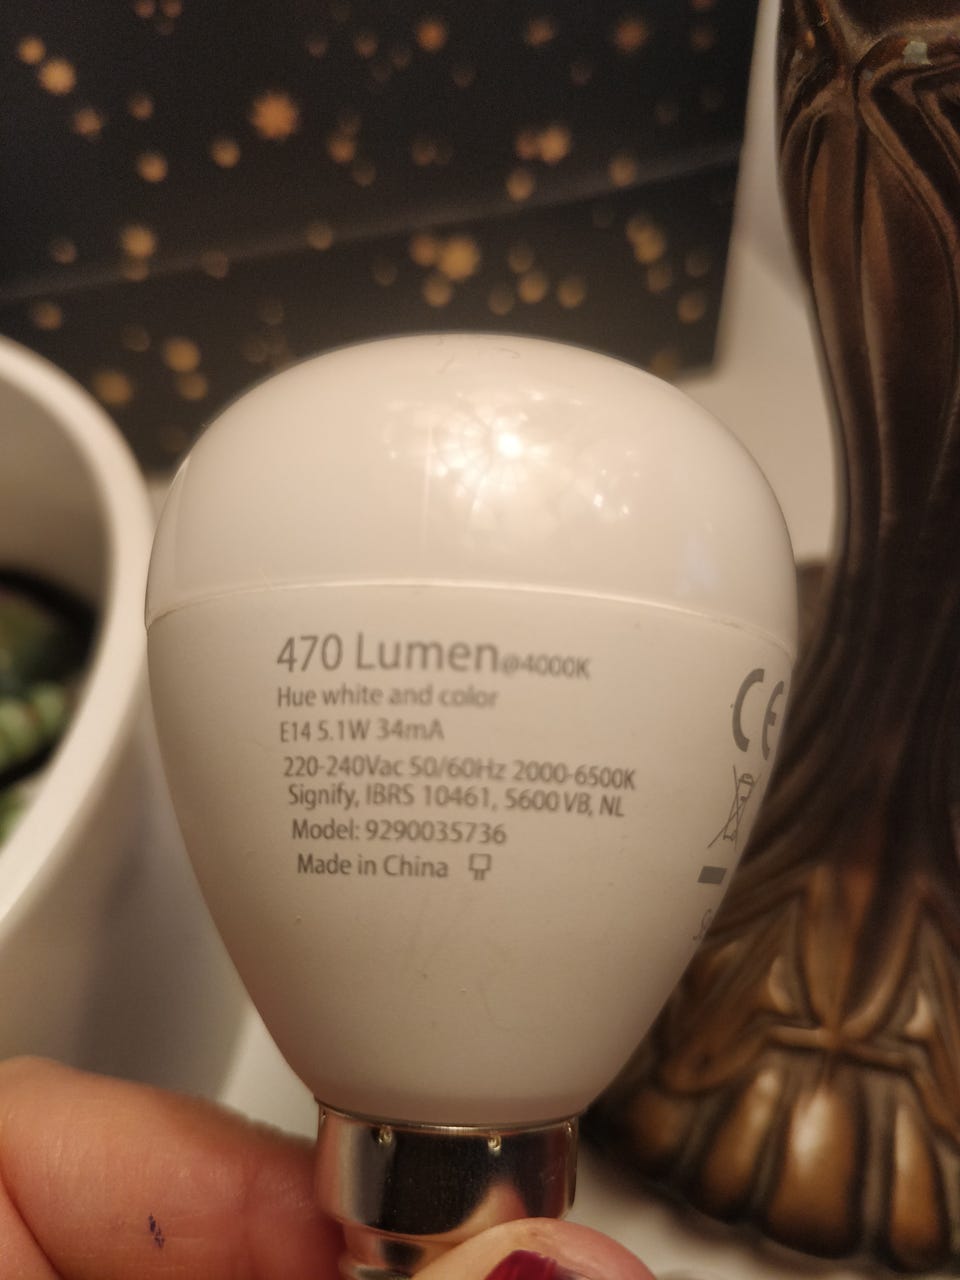 470 Lumen@4000K
Hue white and color
E14 5.1W 34mA
220-240Vac 50/60Hz 2000-6500K
Signify, IBRS 10461, 5600 VB, NL
Model: 9290035736
Made in China
CE